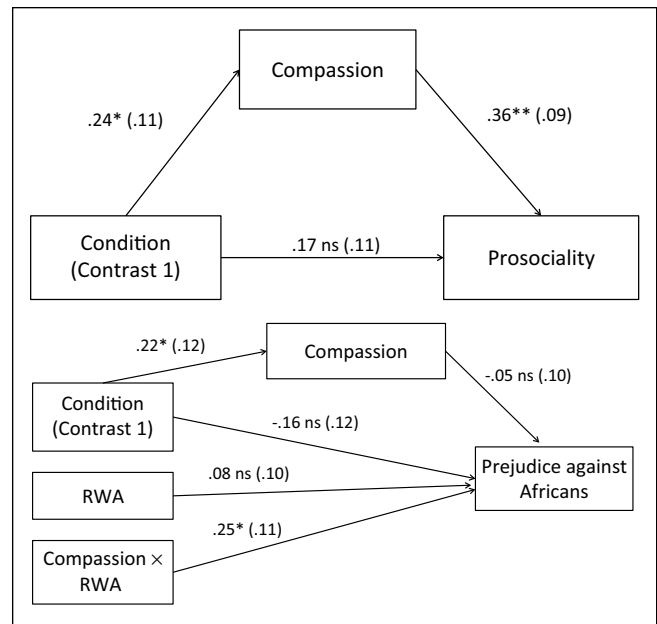 Compassion
.24* (.11)
.36** (.09)
Condition
(Contrast 1)
.17 ns (.11)
Prosociality
.22* (.12)
Compassion
-.05 ns (.10)
Condition
(Contrast 1)
-.16 ns (.12)
Prejudice against
Africans
RWA
.08 ns (.10)
.25* (.11)
Compassion ×
RWA